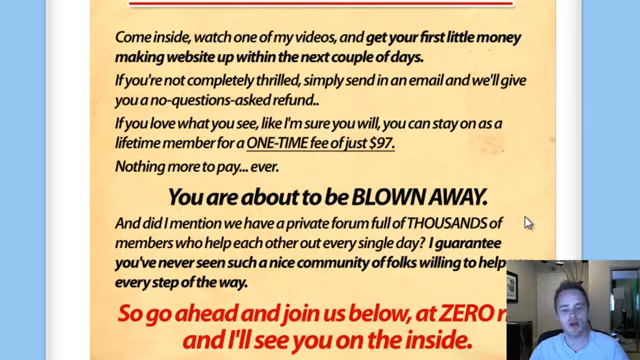 Come inside, watch one of my videos, and get your first little money
making website up within the next couple of days.
If you're not completely thrilled, simply send in an email and we'll give
you a no-questions-asked refund..
If you love what you see, like I'm sure you will, you can stay on as a
lifetime member for a ONE-TIME fee of just $97.
Nothing more to pay... ever.
You are about to be BLOWN AWAY.
And did I mention we have a private forum full of THOUSANDS of
members who help each other out every single day? I guarantee
you've never seen such a nice community of folks willing to help
every step of the way.
So go ahead and join us below, at ZERO
and I'll see you on the inside.